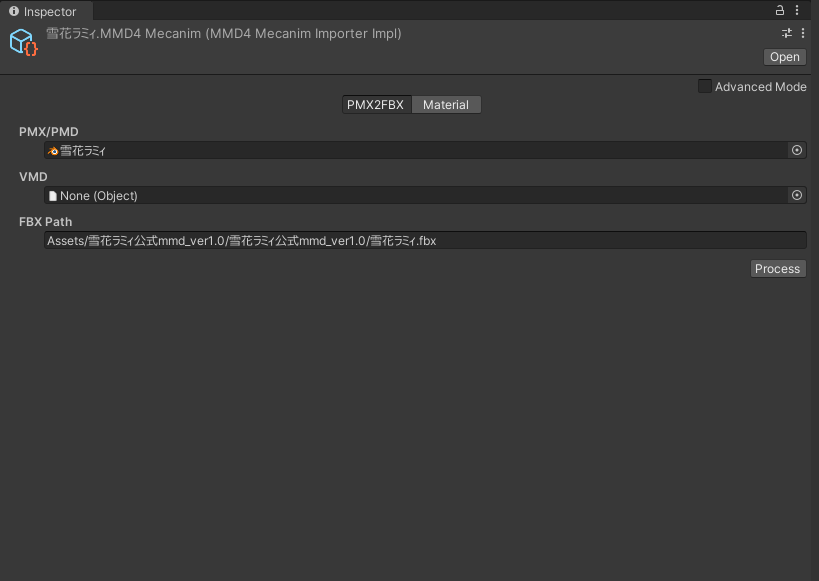 Inspector
雪花ラミィ.MMD4 Mecanim (MMD4 Mecanim Importer Impl)
Open
Advanced Mode
PMX2FBX Material
PMX/PMD
雪花ラミィ
VMD
None (Object)
FBX Path
Assets/雪花ラミィ公式mmd_ver1.0/雪花ラミィ公式mmd_ver1.0/雪花ラミィ.fbx
Process